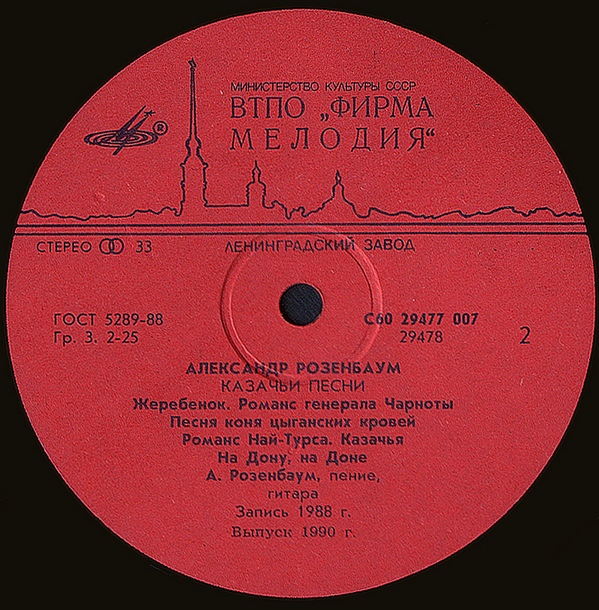 МИНИСТЕРСТВО КУЛЬТУРЫ СССР
ВТПО „ФИРМА
МЕЛОДИЯ“
®
СТЕРЕО 33
ЛЕНИНГРАДСКИЙ ЗАВОД
ГОСТ 5289-88
Гр. 3. 2-25
С60 29477 007
29478
2
АЛЕКСАНДР РОЗЕНБАУМ
КАЗАЧЬИ ПЕСНИ
Жеребенок. Романс генерала Чарноты
Песня коня цыганских кровей
Романс Най-Турса. Казачья
На Дону, на Доне
А. Розенбаум, пение,
гитара
Запись 1988 г.
Выпуск 1990 г.